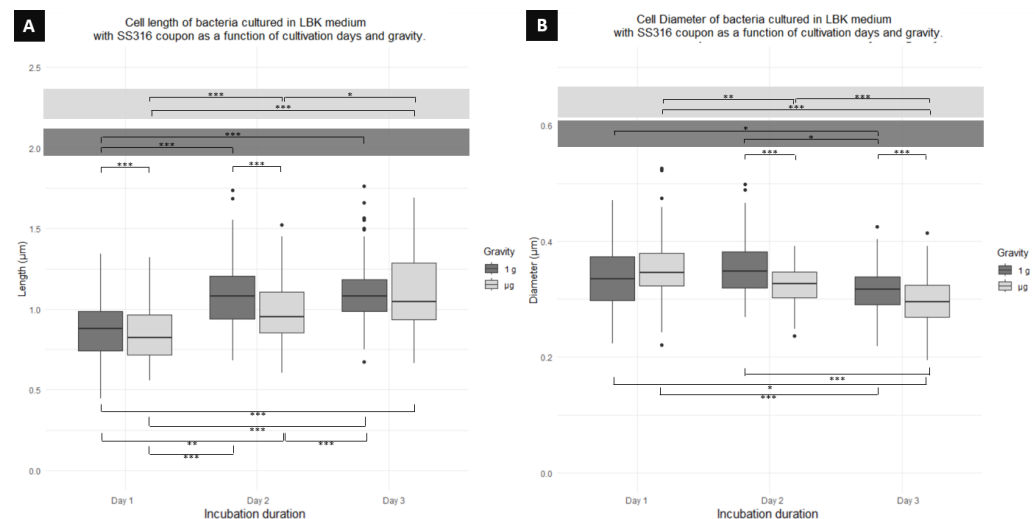 A
Cell length of bacteria cultured in LBK medium
with SS316 coupon as a function of cultivation days and gravity.
2.5
2.0
1.5
1.0
0.5
0.0
Length (µm)
*** *
***
***
***
*** ***
***
***
** ***
***
Day 1 Day 2 Day 3
Incubation duration
Gravity
1 g
µg
B
Cell Diameter of bacteria cultured in LBK medium
with SS316 coupon as a function of cultivation days and gravity.
0.6
0.4
0.2
0.0
Diameter (µm)
** ***
***
*
*
*** ***
***
*
***
Day 1 Day 2 Day 3
Incubation duration
Gravity
1 g
µg